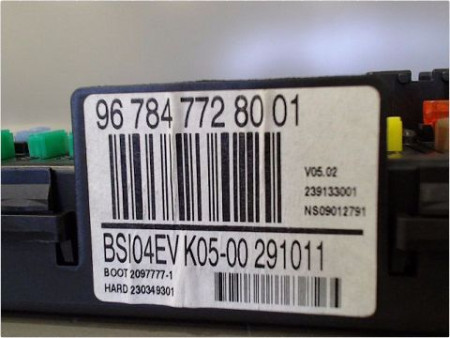 96 784 772 80 01
V05.02
239133001
NS09012791
BSI04EV K05-00 291011
BOOT 2097777-1
HARD 230349301